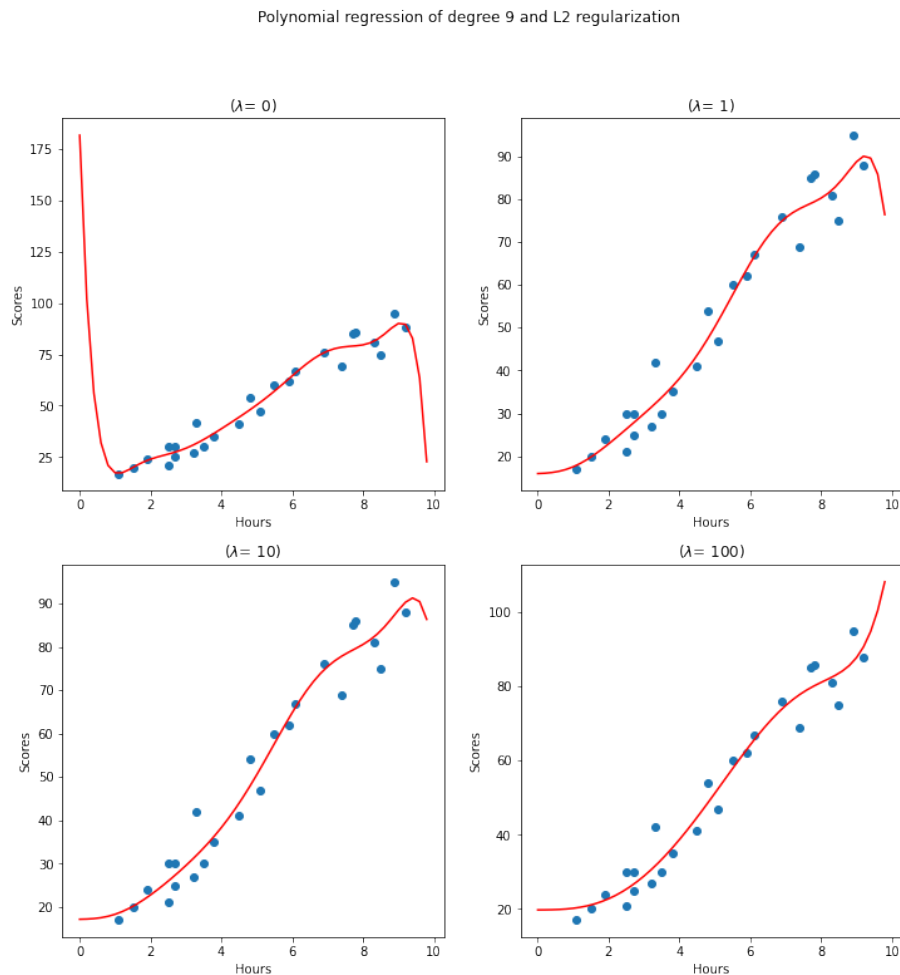 Polynomial regression of degree 9 and L2 regularization
(λ= 0)
175
150
125
100
75
50
25
0 2 4 6 8 10
Scores
Hours
(λ= 1)
90
80
70
60
50
40
30
20
0 2 4 6 8 10
Scores
Hours
(λ= 10)
90
80
70
60
50
40
30
20
0 2 4 6 8 10
Scores
Hours
(λ= 100)
100
80
60
40
20
0 2 4 6 8 10
Scores
Hours